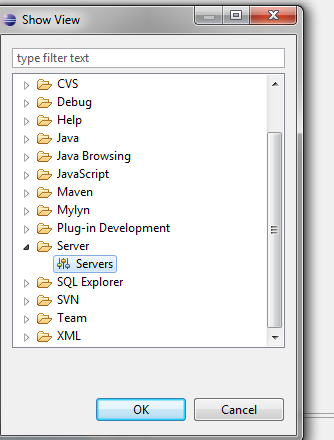 Show View
type filter text
CVS
Debug
Help
Java
Java Browsing
JavaScript
Maven
Mylyn
Plug-in Development
Server
Servers
SQL Explorer
SVN
Team
XML
OK Cancel